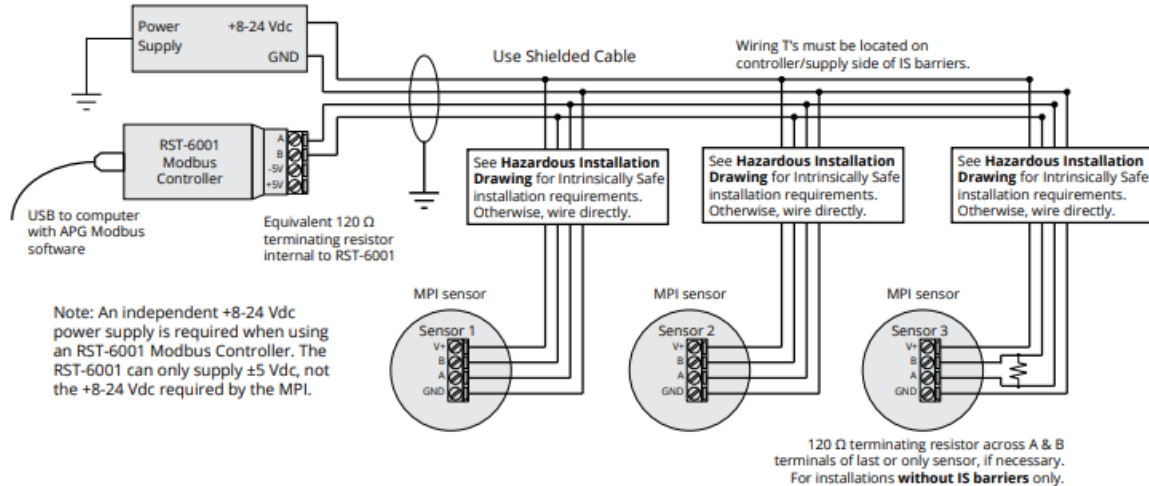 Power
Supply
+8-24 Vdc
GND
Use Shielded Cable
Wiring T's must be located on
controller/supply side of IS barriers.
RST-6001
Modbus
Controller
A
B
-5V
+5V
USB to computer
with APG Modbus
software
Equivalent 120 Ω
terminating resistor
internal to RST-6001
See Hazardous Installation
Drawing for Intrinsically Safe
installation requirements.
Otherwise, wire directly.
See Hazardous Installation
Drawing for Intrinsically Safe
installation requirements.
Otherwise, wire directly.
See Hazardous Installation
Drawing for Intrinsically Safe
installation requirements.
Otherwise, wire directly.
Note: An independent +8-24 Vdc
power supply is required when using
an RST-6001 Modbus Controller. The
RST-6001 can only supply ±5 Vdc, not
the +8-24 Vdc required by the MPI.
MPI sensor
Sensor 1
V+
B
A
GND
MPI sensor
Sensor 2
V+
B
A
GND
MPI sensor
Sensor 3
V+
B
A
GND
120 Ω terminating resistor across A & B
terminals of last or only sensor, if necessary.
For installations without IS barriers only.